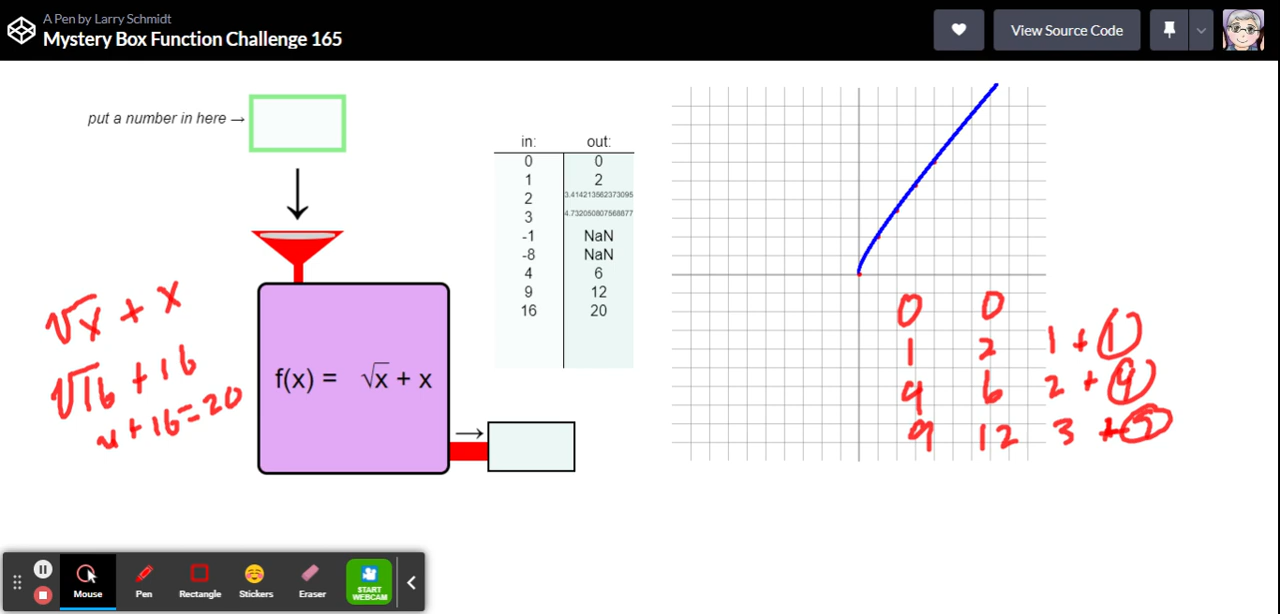 A Pen by Larry Schmidt
Mystery Box Function Challenge 165
View Source Code
put a number in here →
in: out:
0 0
1 2
2 3.414213562373095
3 4.732050807568877
-1 NaN
-8 NaN
4 6
9 12
16 20
√x + x
√16 + 16
4 + 16 = 20
f(x) = √x + x
→
0 0
1 2 1 + 1
4 6 2 + 4
9 12 3 + 9
Mouse
Pen
Rectangle
Stickers
Eraser
START
WEBCAM